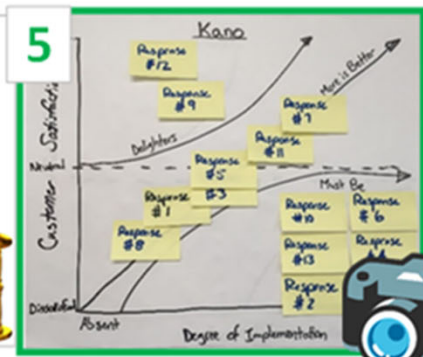 5
Kano
Response
#12
Response
#9
More is Better
Response
#7
Delighters
Response
#11
Customer Satisfaction
Neutral
Response
#5
#3
Must Be
Response
#1
Response
#10
Response
#6
Response
#8
Response
#13
Response
Response
#2
Dissatisfied
Absent
Degree of Implementation